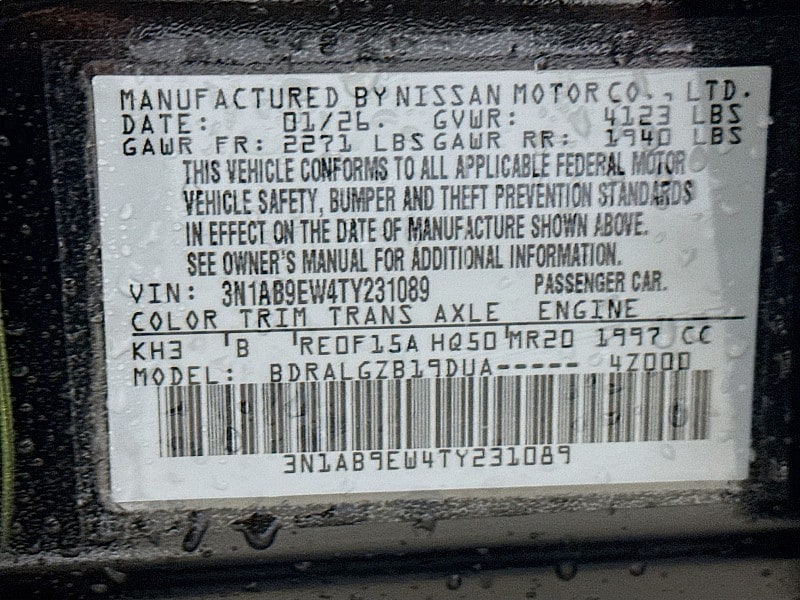 MANUFACTURED BY NISSAN MOTOR CO., LTD.
DATE: 01/26. GVWR: 4123 LBS
GAWR FR: 2271 LBS GAWR RR: 1940 LBS
THIS VEHICLE CONFORMS TO ALL APPLICABLE FEDERAL MOTOR
VEHICLE SAFETY, BUMPER AND THEFT PREVENTION STANDARDS
IN EFFECT ON THE DATE OF MANUFACTURE SHOWN ABOVE.
SEE OWNER'S MANUAL FOR ADDITIONAL INFORMATION.
VIN: 3N1AB9EW4TY231089 PASSENGER CAR.
COLOR TRIM TRANS AXLE ENGINE
KH3 B RE0F15A HQ50 MR20 1997 CC
MODEL: BDRALGZB19DUA----- 4Z000
3N1AB9EW4TY231089